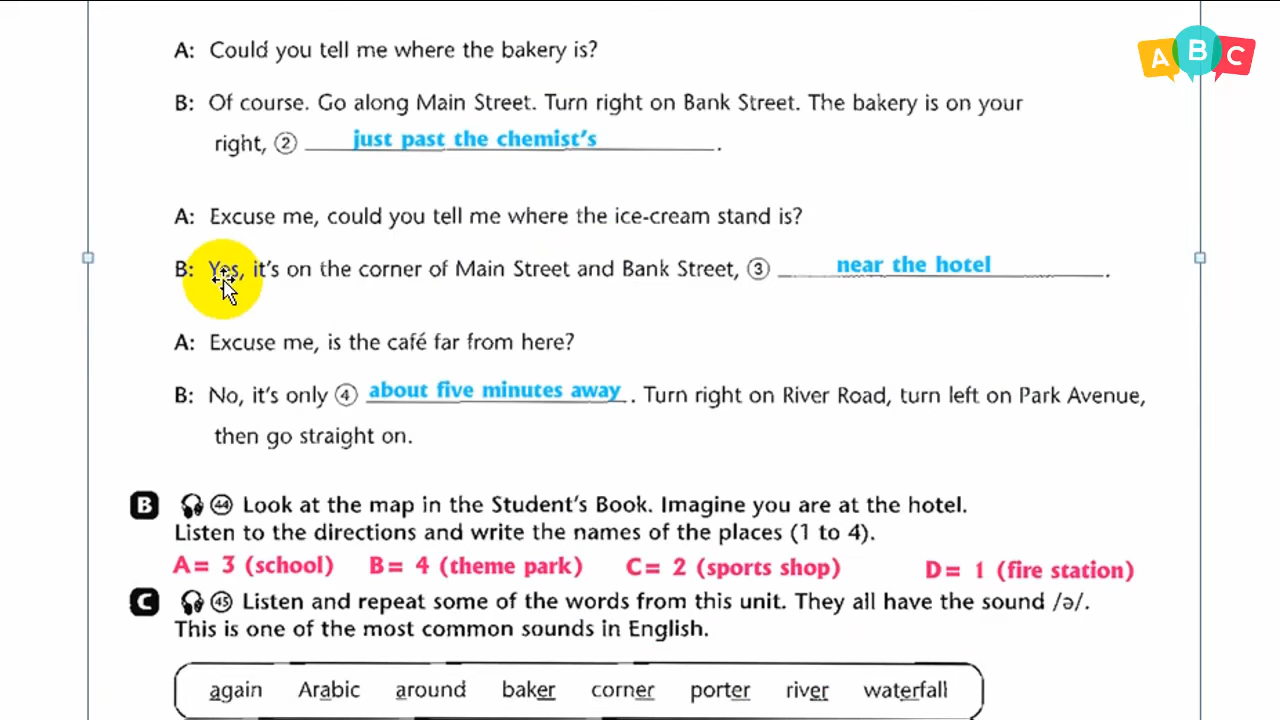 A B C
A: Could you tell me where the bakery is?
B: Of course. Go along Main Street. Turn right on Bank Street. The bakery is on your
right, ② just past the chemist's.
A: Excuse me, could you tell me where the ice-cream stand is?
B: Yes, it's on the corner of Main Street and Bank Street, ③ near the hotel.
A: Excuse me, is the café far from here?
B: No, it's only ④ about five minutes away. Turn right on River Road, turn left on Park Avenue,
then go straight on.
B 44 Look at the map in the Student's Book. Imagine you are at the hotel.
Listen to the directions and write the names of the places (1 to 4).
A= 3 (school) B= 4 (theme park) C= 2 (sports shop) D= 1 (fire station)
C 45 Listen and repeat some of the words from this unit. They all have the sound /ə/.
This is one of the most common sounds in English.
again Arabic around baker corner porter river waterfall